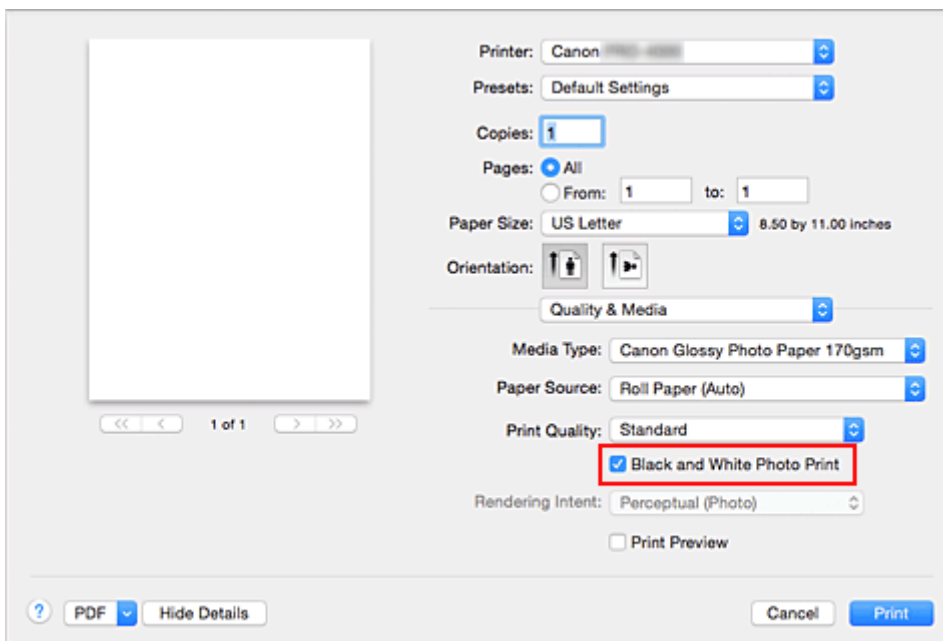 Printer: Canon
Presets: Default Settings
Copies: 1
Pages: All
From: 1 to: 1
Paper Size: US Letter 8.50 by 11.00 inches
Orientation:
Quality & Media
Media Type: Canon Glossy Photo Paper 170gsm
Paper Source: Roll Paper (Auto)
1 of 1
Print Quality: Standard
Black and White Photo Print
Rendering Intent: Perceptual (Photo)
Print Preview
? PDF Hide Details Cancel Print